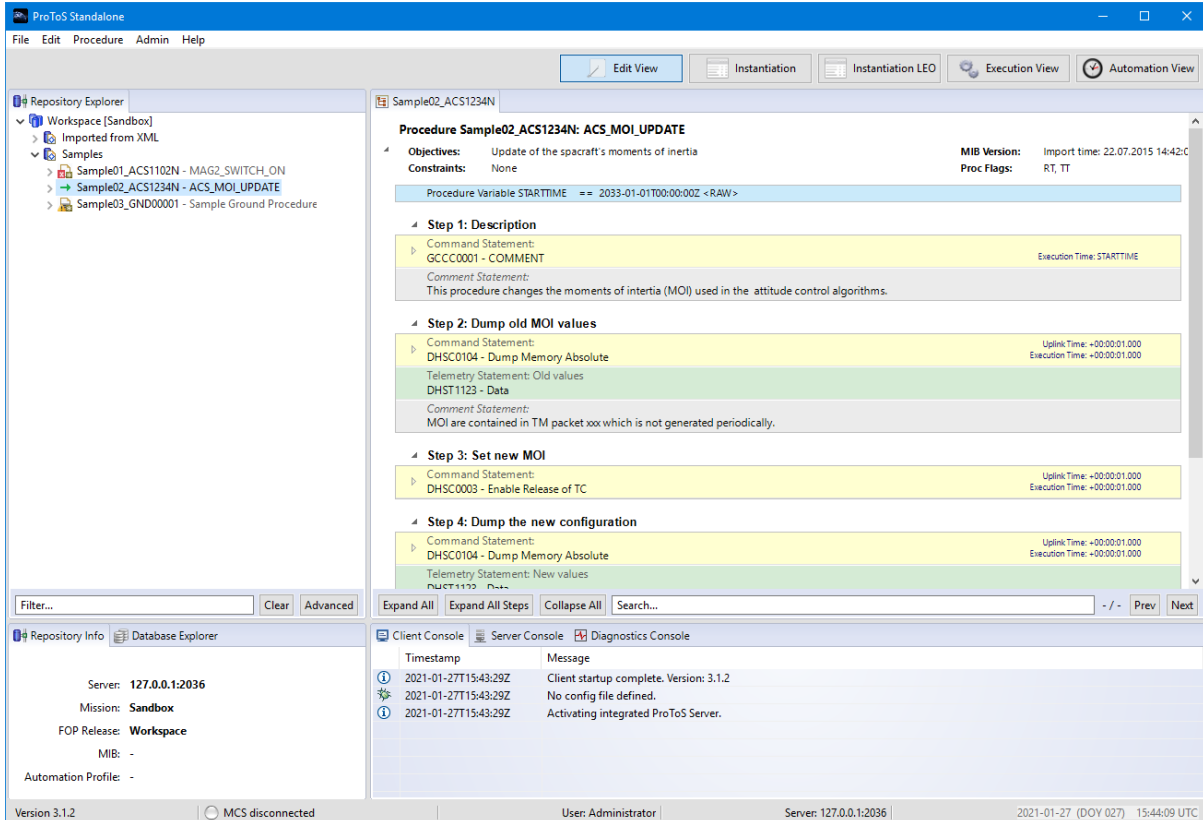 ProToS Standalone
File Edit Procedure Admin Help
Edit View Instantiation Instantiation LEO Execution View Automation View
Repository Explorer
Workspace [Sandbox]
Imported from XML
Samples
Sample01_ACS1102N - MAG2_SWITCH_ON
Sample02_ACS1234N - ACS_MOI_UPDATE
Sample03_GND00001 - Sample Ground Procedure
Filter... Clear Advanced
Sample02_ACS1234N
Procedure Sample02_ACS1234N: ACS_MOI_UPDATE
Objectives: Update of the spacraft's moments of inertia MIB Version: Import time: 22.07.2015 14:42:0
Constraints: None Proc Flags: RT, TT
Procedure Variable STARTTIME == 2033-01-01T00:00:00Z <RAW>
Step 1: Description
Command Statement:
GCCC0001 - COMMENT Execution Time: STARTTIME
Comment Statement:
This procedure changes the moments of intertia (MOI) used in the attitude control algorithms.
Step 2: Dump old MOI values
Command Statement: Uplink Time: +00:00:01.000
DHSC0104 - Dump Memory Absolute Execution Time: +00:00:01.000
Telemetry Statement: Old values
DHST1123 - Data
Comment Statement:
MOI are contained in TM packet xxx which is not generated periodically.
Step 3: Set new MOI
Command Statement: Uplink Time: +00:00:01.000
DHSC0003 - Enable Release of TC Execution Time: +00:00:01.000
Step 4: Dump the new configuration
Command Statement: Uplink Time: +00:00:01.000
DHSC0104 - Dump Memory Absolute Execution Time: +00:00:01.000
Telemetry Statement: New values
DHST1123 - Data
Expand All Expand All Steps Collapse All Search... - / - Prev Next
Repository Info Database Explorer
Server: 127.0.0.1:2036
Mission: Sandbox
FOP Release: Workspace
MIB: -
Automation Profile: -
Client Console Server Console Diagnostics Console
Timestamp Message
2021-01-27T15:43:29Z Client startup complete. Version: 3.1.2
2021-01-27T15:43:29Z No config file defined.
2021-01-27T15:43:29Z Activating integrated ProToS Server.
Version 3.1.2 MCS disconnected User: Administrator Server: 127.0.0.1:2036 2021-01-27 (DOY 027) 15:44:09 UTC